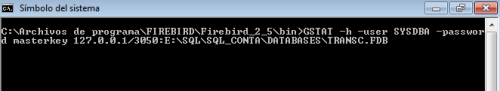 Símbolo del sistema
C:\Archivos de programa\FIREBIRD\Firebird_2_5\bin>GSTAT -h -user SYSDBA -passwor
d masterkey 127.0.0.1/3050:E:\SQL\SQL_CONTA\DATABASES\TRANSC.FDB